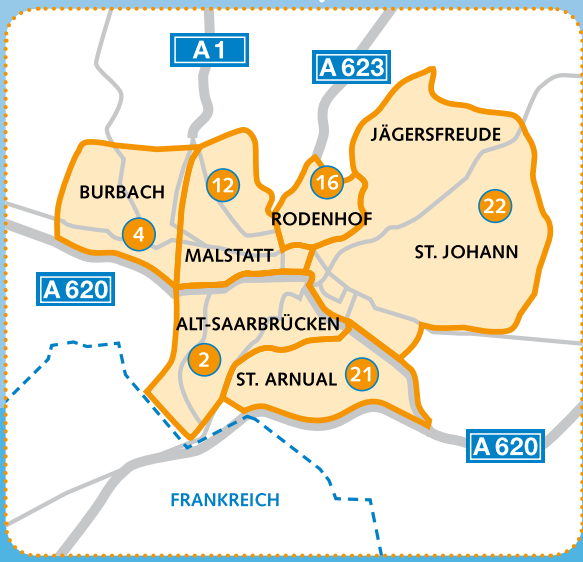 A 1
A 623
JÄGERSFREUDE
12
16
BURBACH
22
RODENHOF
4
MALSTATT
ST. JOHANN
A 620
ALT-SAARBRÜCKEN
2
ST. ARNUAL
21
A 620
FRANKREICH